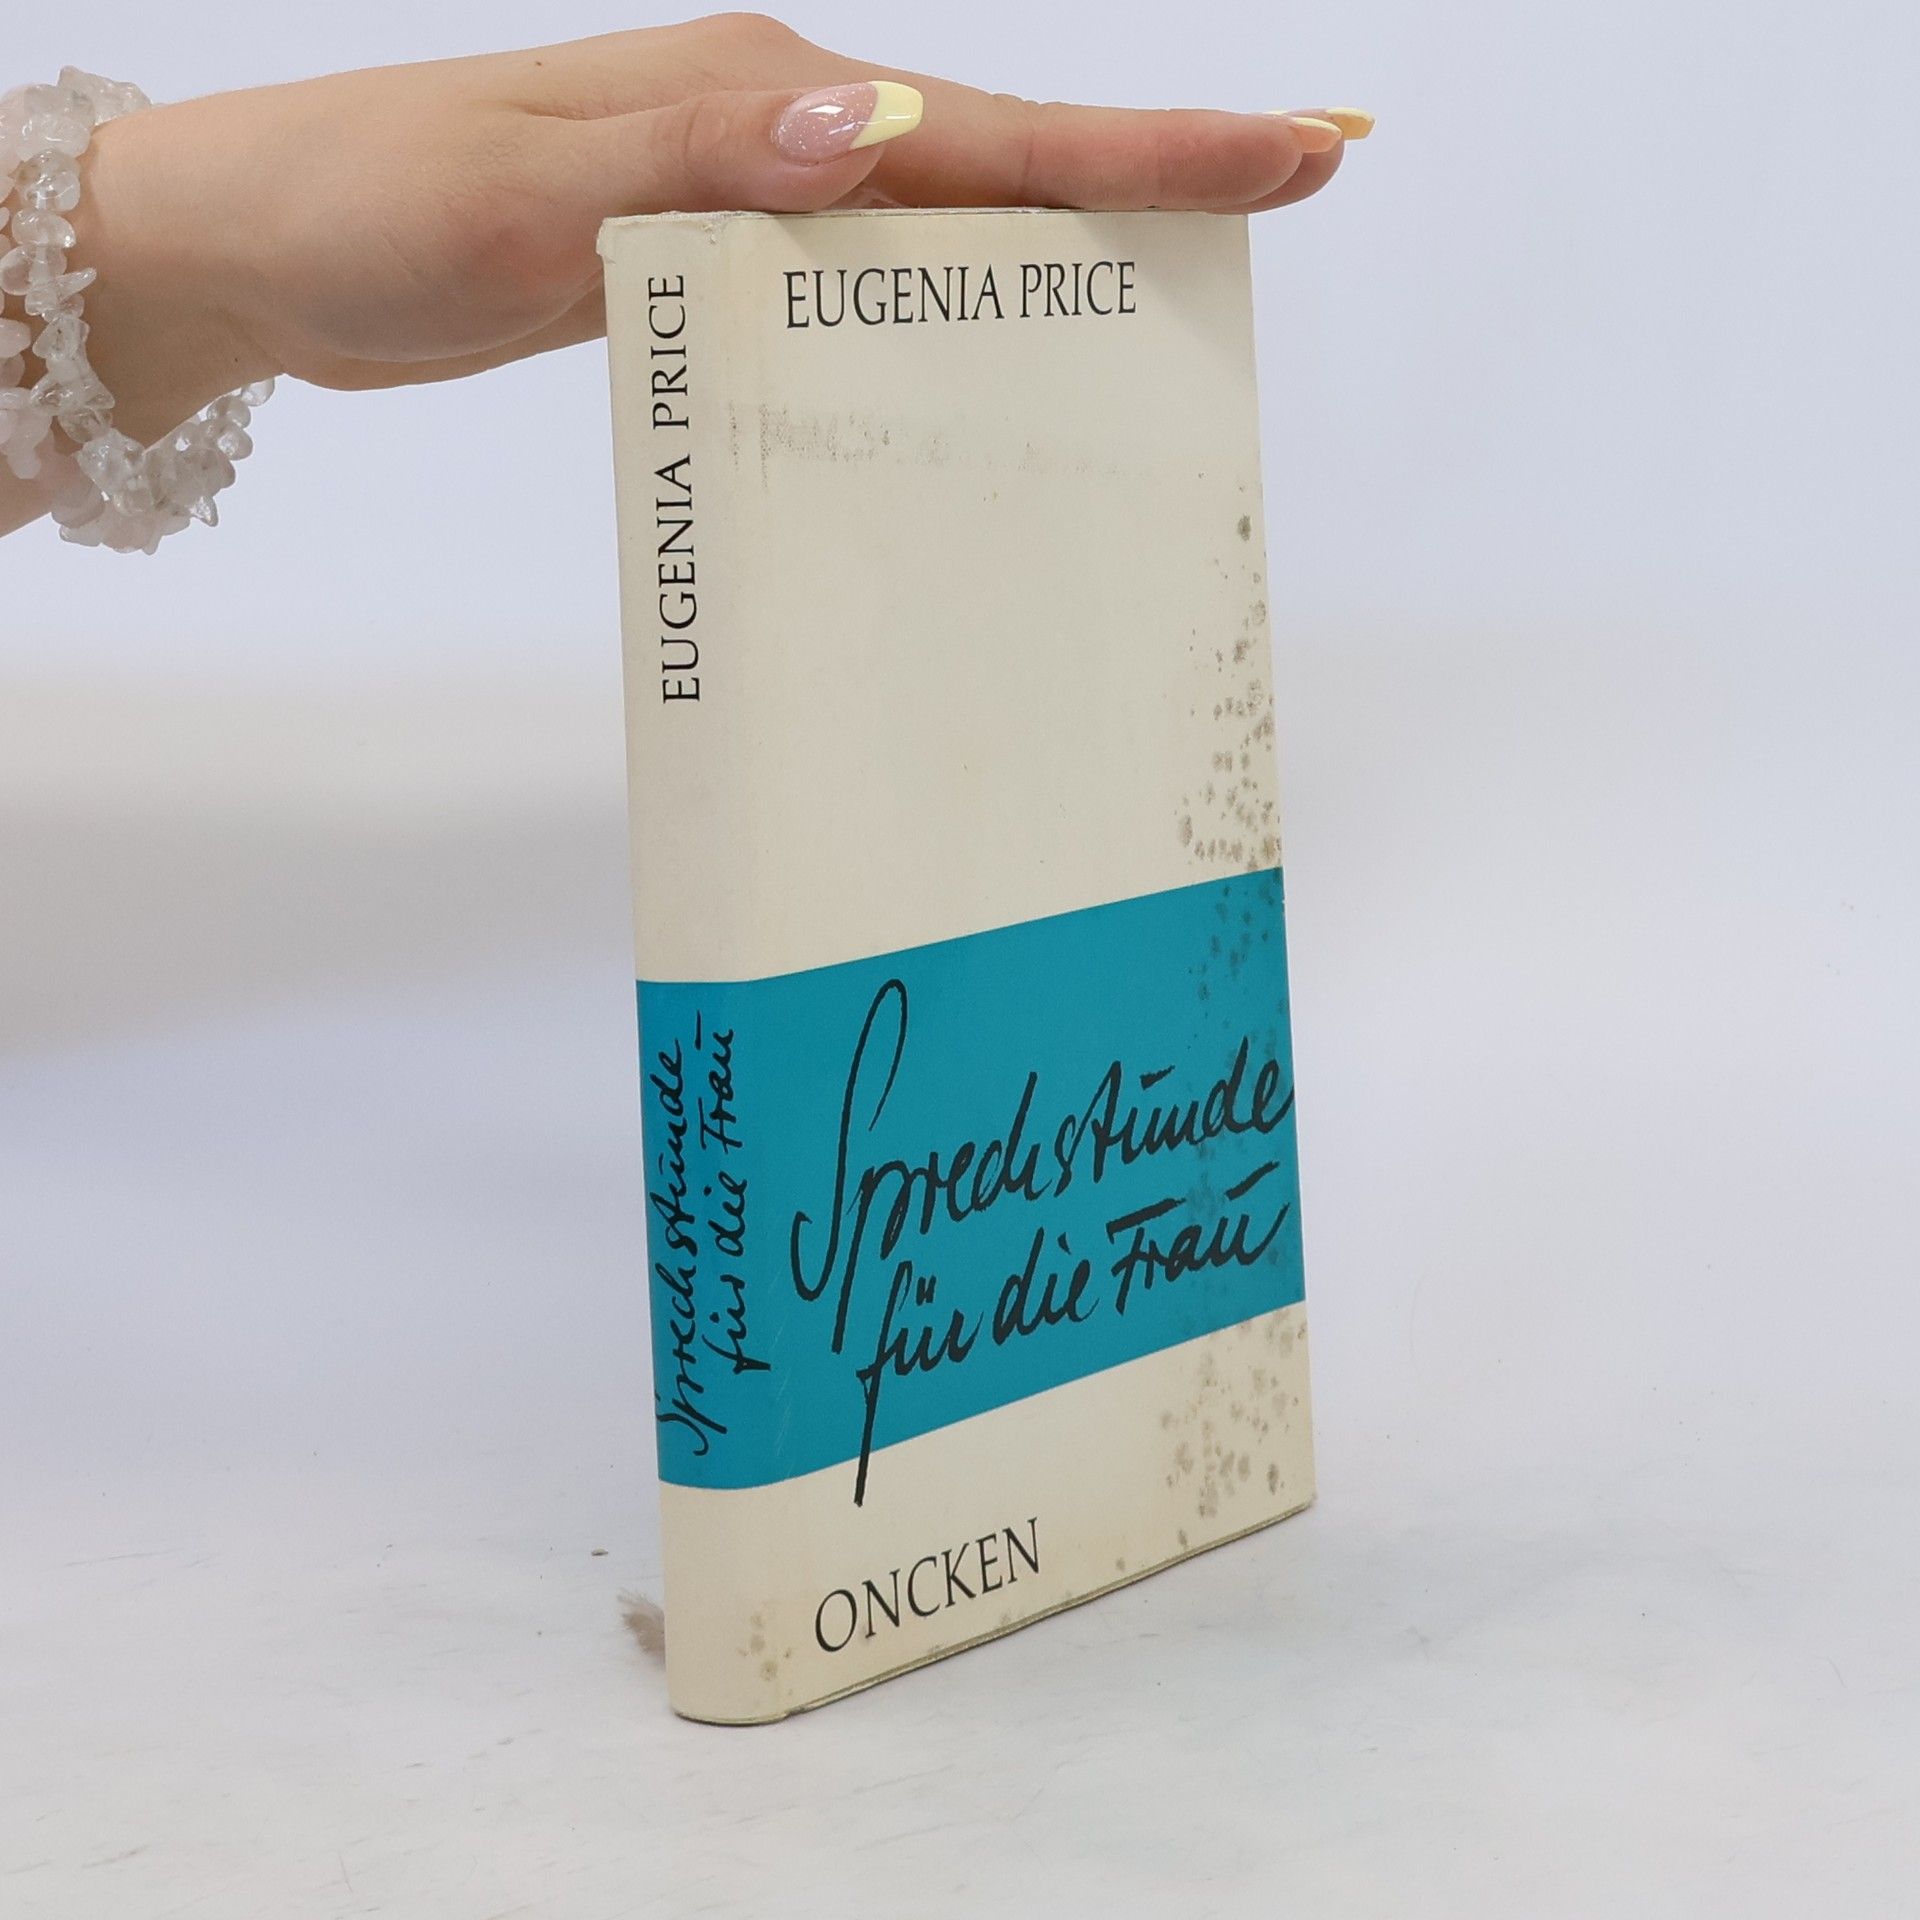 EUGENIA PRICE
Sprechstunde
für die Frau
EUGENIA PRICE
Sprechstunde
für die Frau
ONCKEN